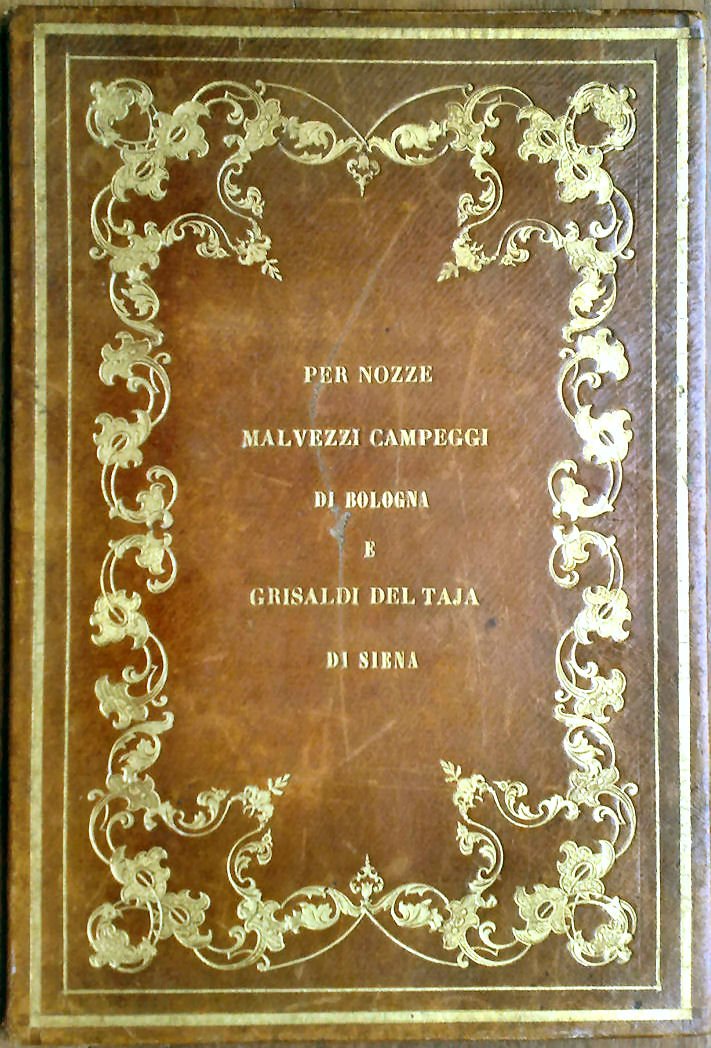 PER NOZZE
MALVEZZI CAMPEGGI
DI BOLOGNA
E
GRISALDI DEL TAJA
DI SIENA